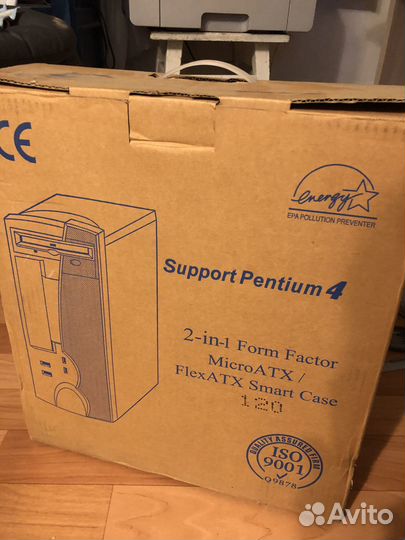 CE
energy
EPA POLLUTION PREVENTER
Support Pentium 4
2-in-1 Form Factor
MicroATX /
FlexATX Smart Case
120
QUALITY ASSURED FIRM
ISO
9001
Q9878
Avito